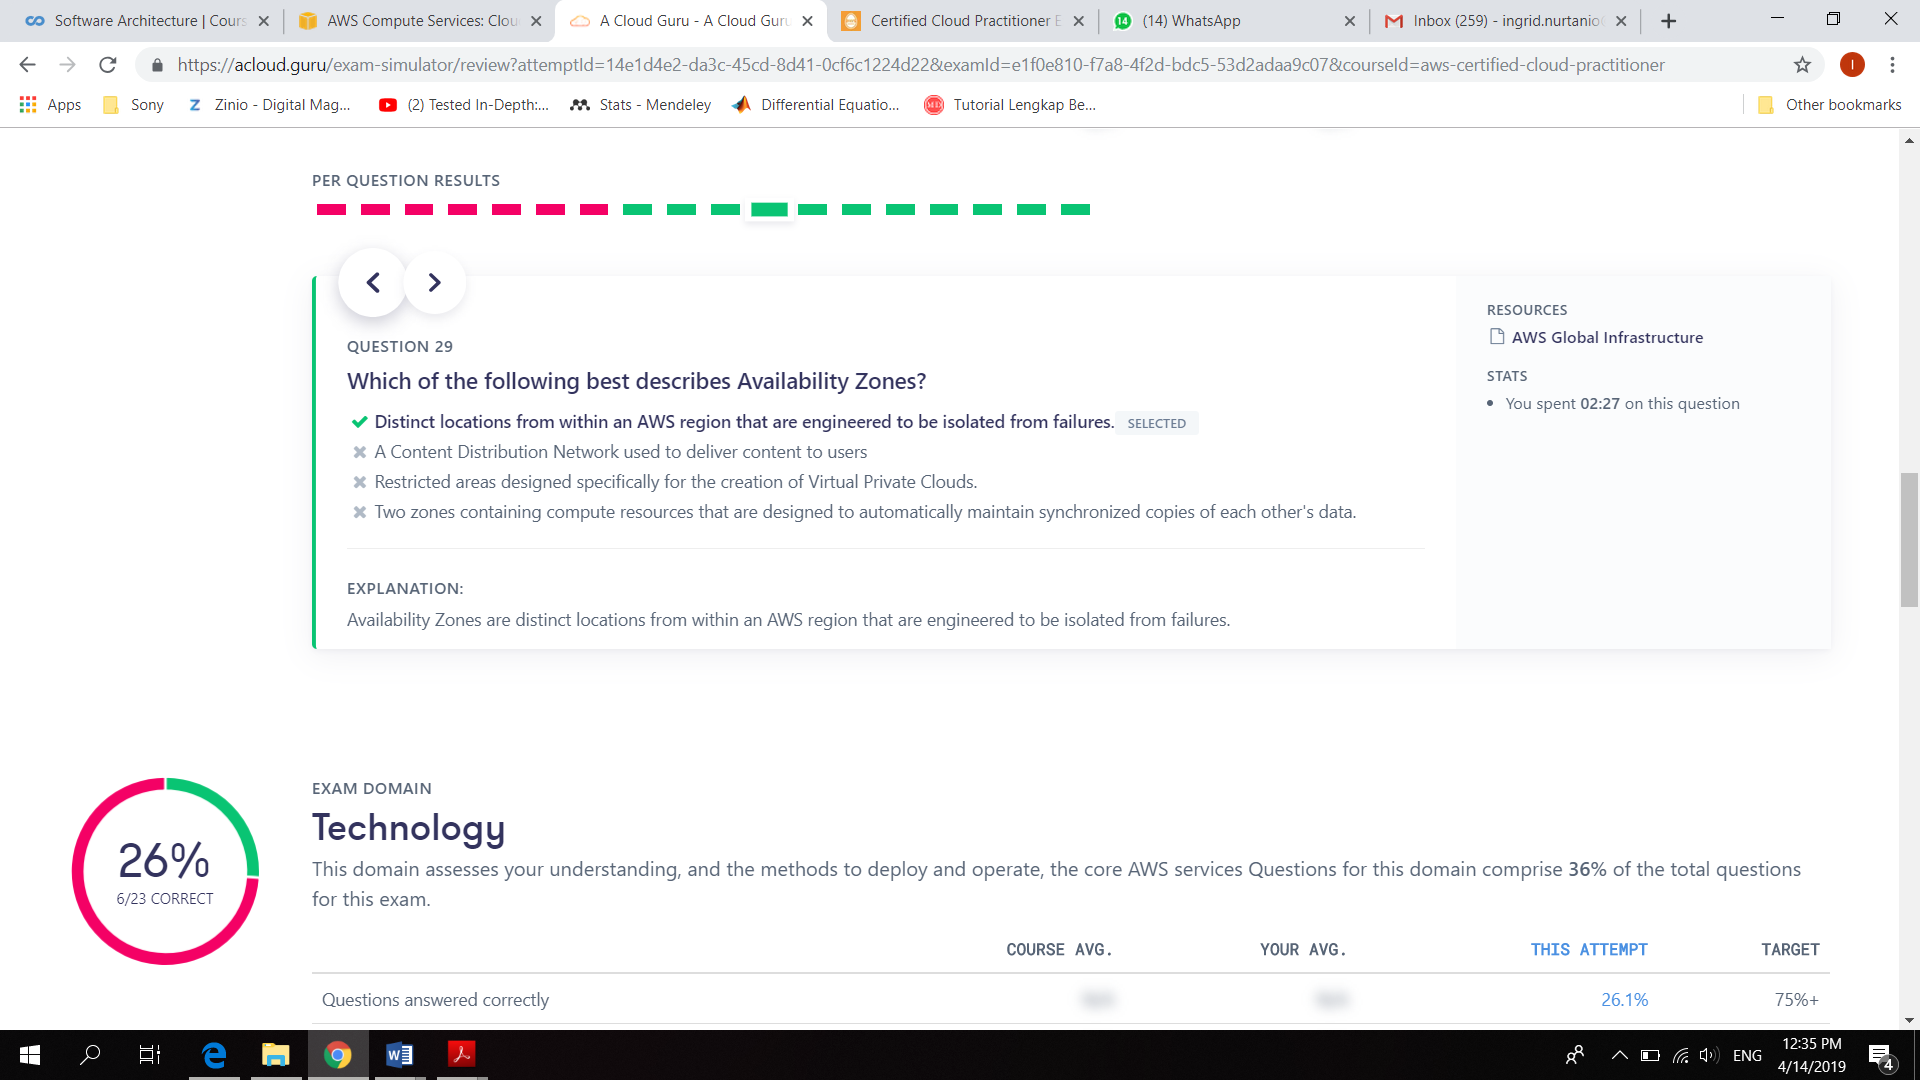 Software Architecture | Cours
AWS Compute Services: Clou
A Cloud Guru - A Cloud Guru
Certified Cloud Practitioner E
14 (14) WhatsApp
Inbox (259) - ingrid.nurtanio
https://acloud.guru/exam-simulator/review?attemptId=14e1d4e2-da3c-45cd-8d41-0cf6c1224d22&examId=e1f0e810-f7a8-4f2d-bdc5-53d2adaa9c07&courseId=aws-certified-cloud-practitioner
I
Apps
Sony
Z Zinio - Digital Mag...
(2) Tested In-Depth:...
Stats - Mendeley
Differential Equatio...
Tutorial Lengkap Be...
Other bookmarks
PER QUESTION RESULTS
QUESTION 29
Which of the following best describes Availability Zones?
Distinct locations from within an AWS region that are engineered to be isolated from failures. SELECTED
A Content Distribution Network used to deliver content to users
Restricted areas designed specifically for the creation of Virtual Private Clouds.
Two zones containing compute resources that are designed to automatically maintain synchronized copies of each other's data.
EXPLANATION:
Availability Zones are distinct locations from within an AWS region that are engineered to be isolated from failures.
RESOURCES
AWS Global Infrastructure
STATS
You spent 02:27 on this question
26%
6/23 CORRECT
EXAM DOMAIN
Technology
This domain assesses your understanding, and the methods to deploy and operate, the core AWS services Questions for this domain comprise 36% of the total questions
for this exam.
COURSE AVG. YOUR AVG. THIS ATTEMPT TARGET
Questions answered correctly 26.1% 75%+
ENG
12:35 PM
4/14/2019
4